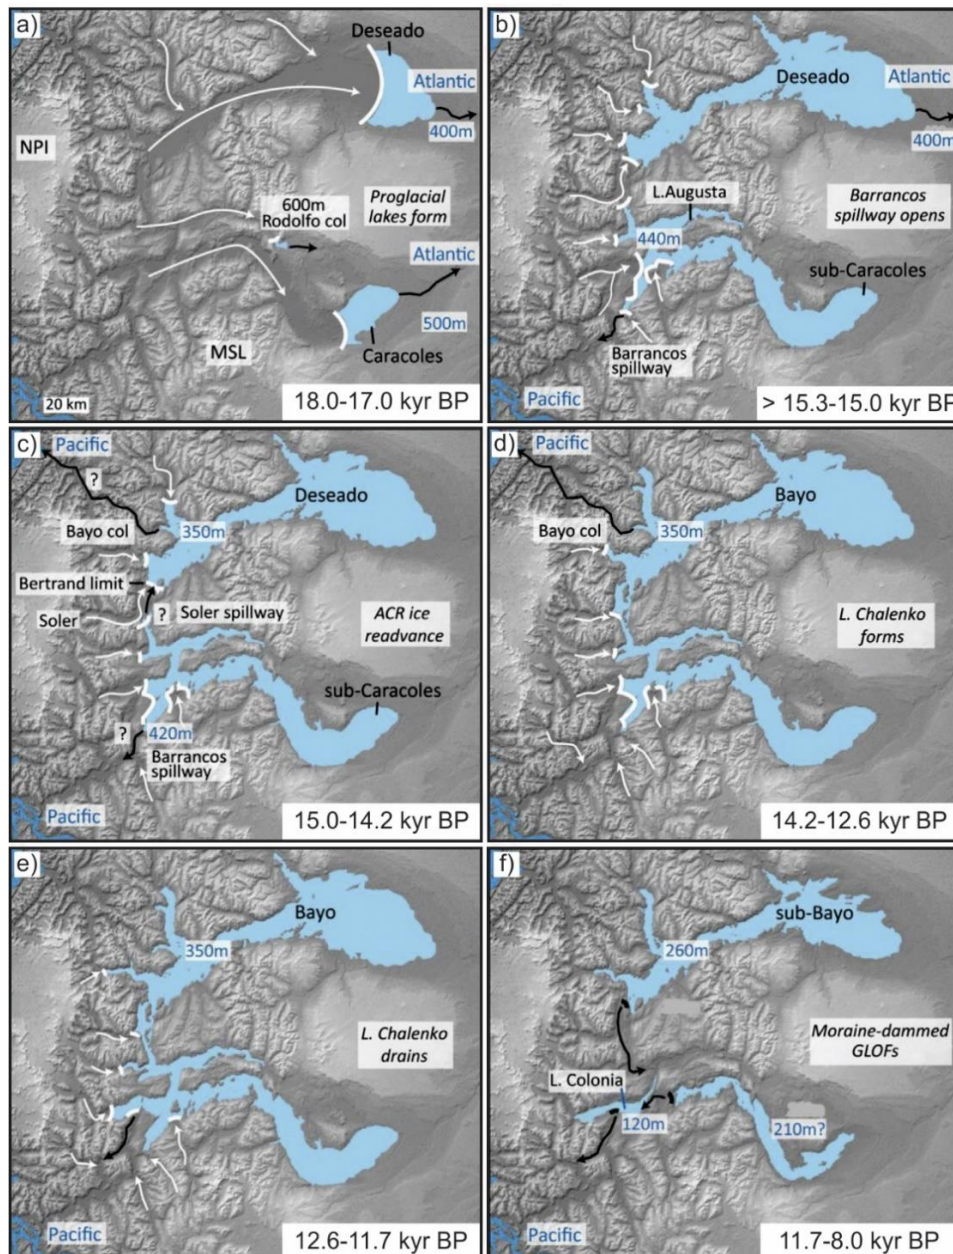 a)
Deseado
Atlantic
400m
NPI
600m
Rodolfo col
Proglacial
lakes form
Atlantic
500m
MSL
Caracoles
20 km
18.0-17.0 kyr BP
b)
Deseado
Atlantic
400m
L.Augusta
Barrancos
spillway opens
440m
sub-Caracoles
Barrancos
spillway
Pacific
> 15.3-15.0 kyr BP
c)
Pacific
?
Deseado
Bayo col
350m
Bertrand limit
?
Soler spillway
Soler
ACR ice
readvance
sub-Caracoles
?
420m
Barrancos
spillway
Pacific
15.0-14.2 kyr BP
d)
Pacific
Bayo
Bayo col
350m
L. Chalenko
forms
14.2-12.6 kyr BP
e)
Bayo
350m
L. Chalenko
drains
Pacific
12.6-11.7 kyr BP
f)
sub-Bayo
260m
Moraine-dammed
GLOFs
L. Colonia
120m
210m?
Pacific
11.7-8.0 kyr BP